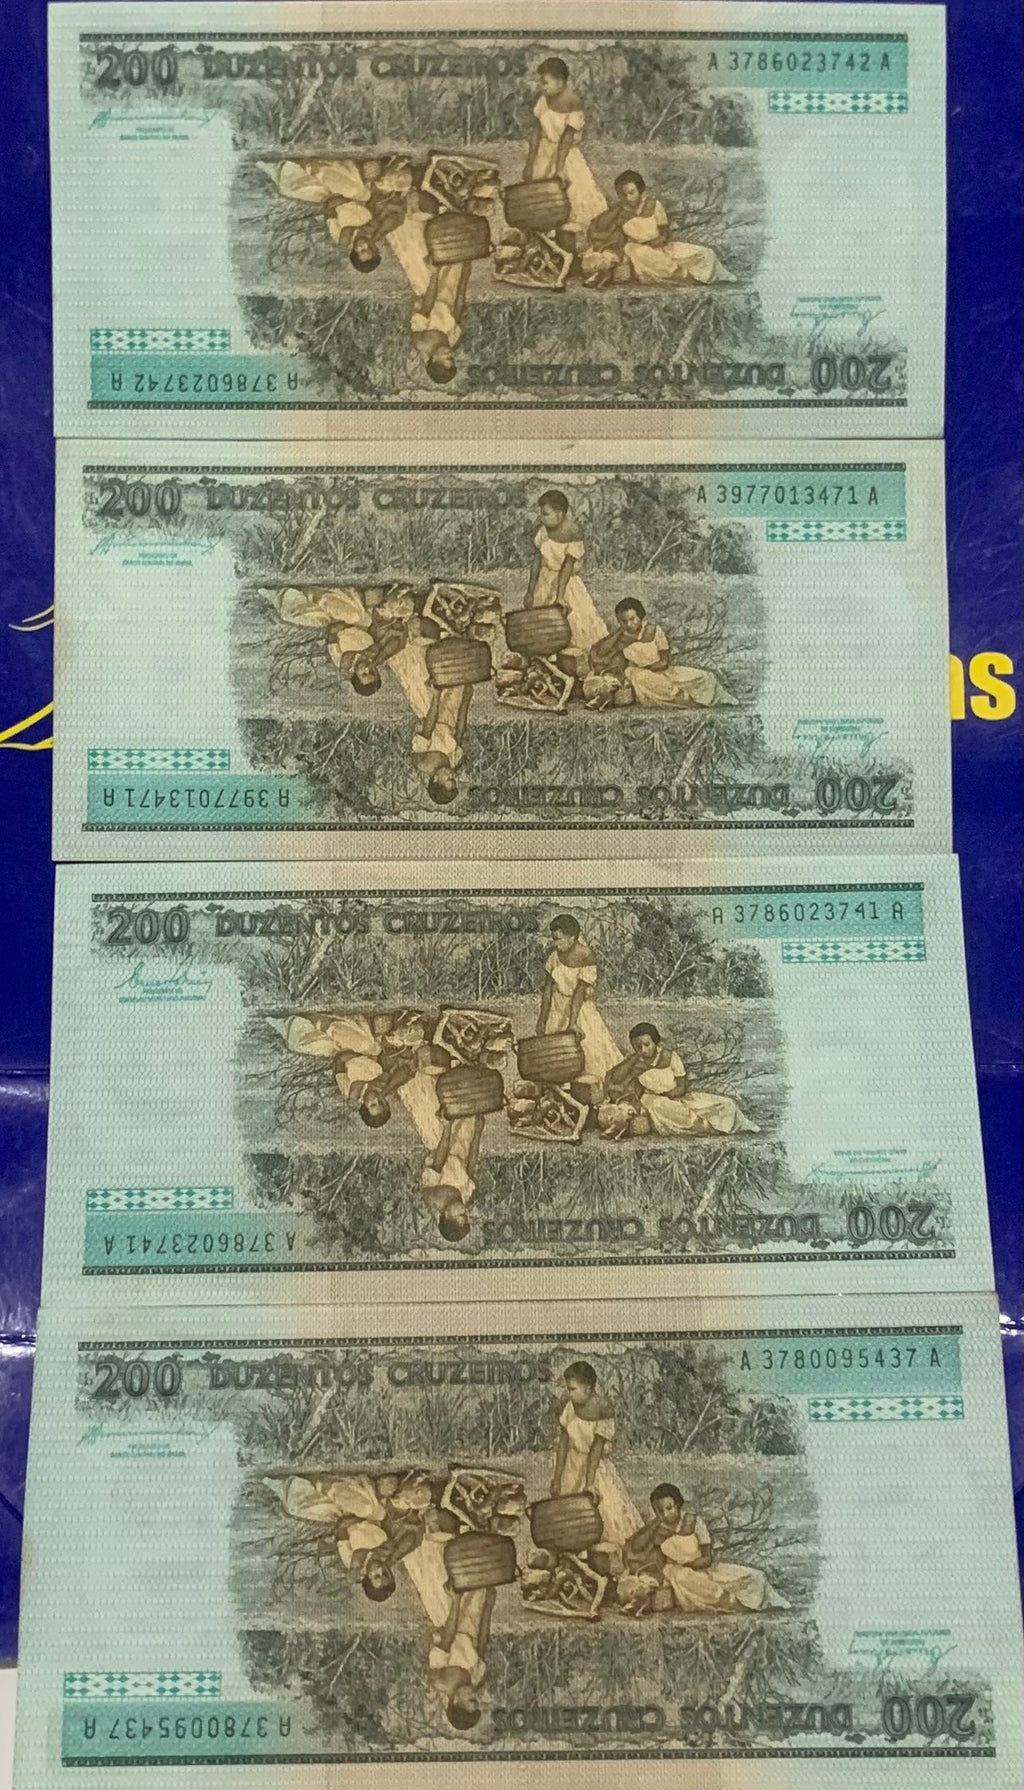 200 DUZENTOS CRUZEIROS A 3786023742 A
A 3786023742 A DUZENTOS CRUZEIROS 200
200 DUZENTOS CRUZEIROS A 3977013471 A
A 3977013471 A DUZENTOS CRUZEIROS 200
as
200 DUZENTOS CRUZEIROS A 3786023741 A
A 3786023741 A DUZENTOS CRUZEIROS 200
200 DUZENTOS CRUZEIROS A 3780095437 A
A 3780095437 A DUZENTOS CRUZEIROS 200